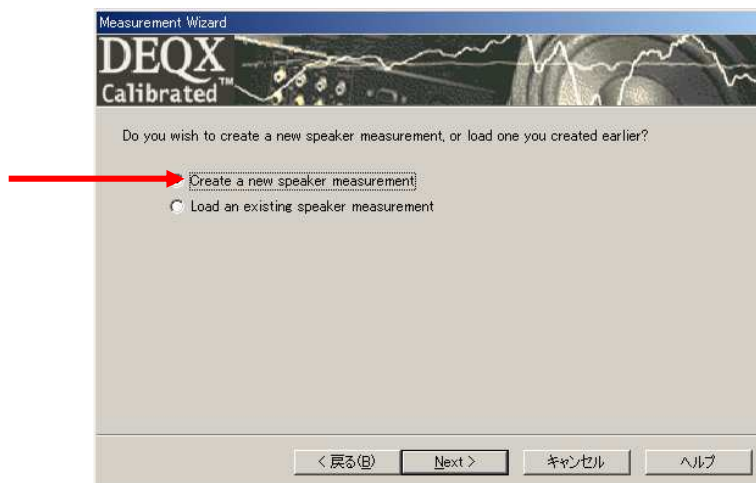 Measurement Wizard
DEQX
Calibrated™
Do you wish to create a new speaker measurement, or load one you created earlier?
Create a new speaker measurement
Load an existing speaker measurement
< 戻る(B) Next > キャンセル ヘルプ